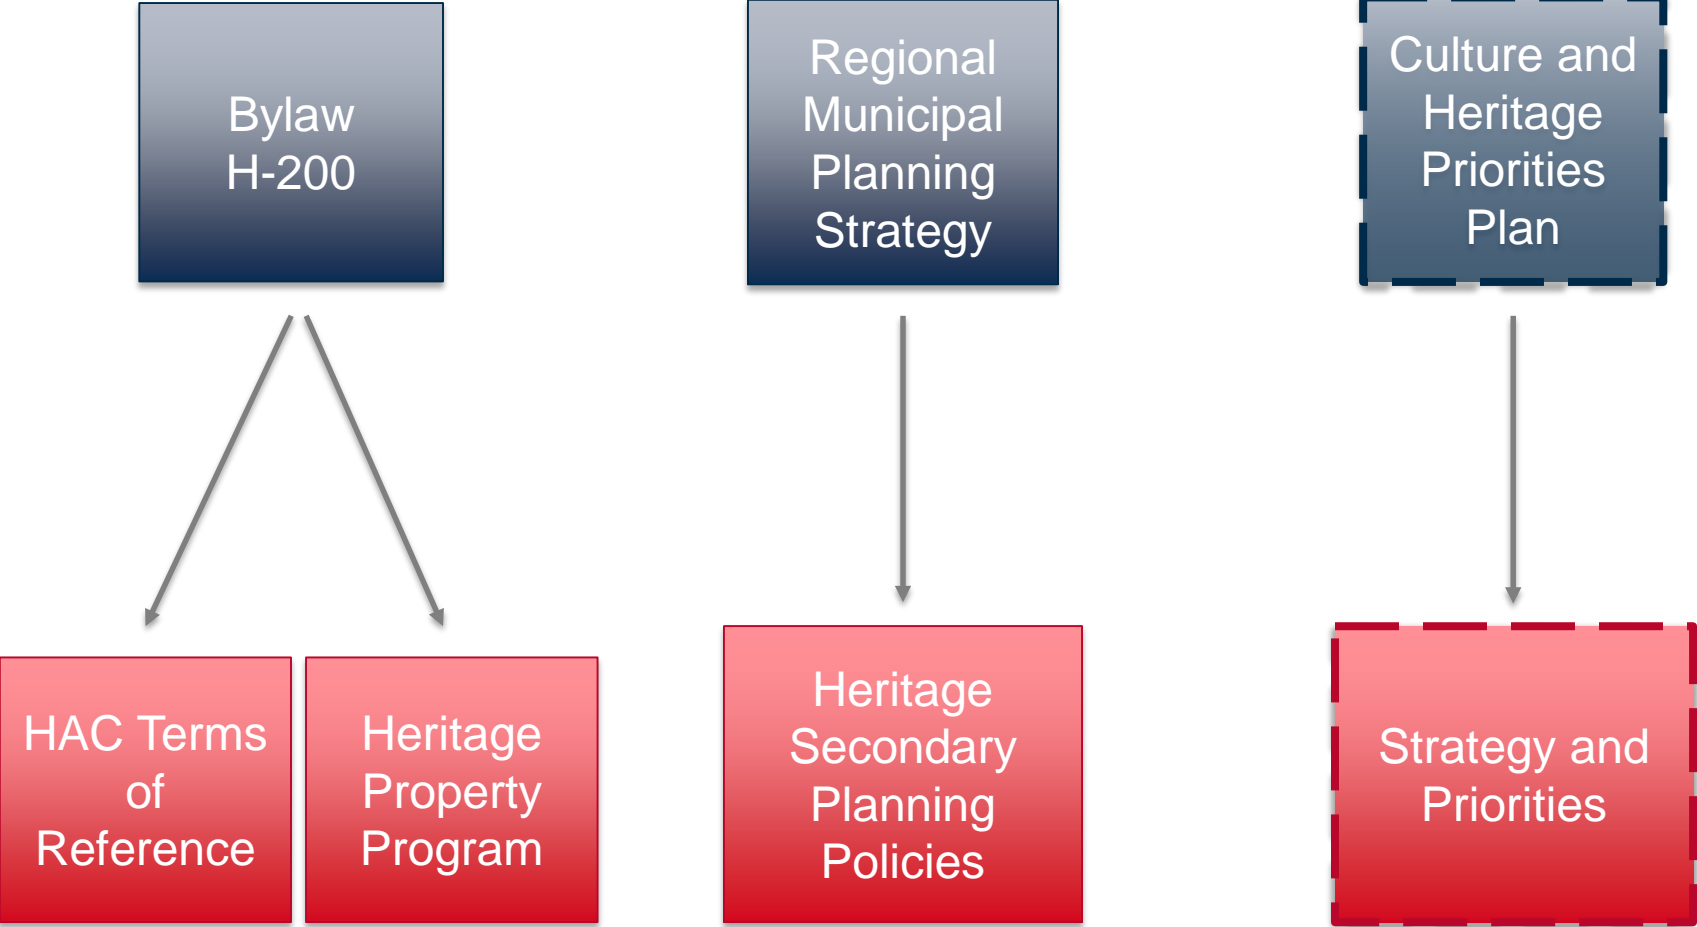 Bylaw
H-200
Regional
Municipal
Planning
Strategy
Culture and
Heritage
Priorities
Plan
HAC Terms
of
Reference
Heritage
Property
Program
Heritage
Secondary
Planning
Policies
Strategy and
Priorities